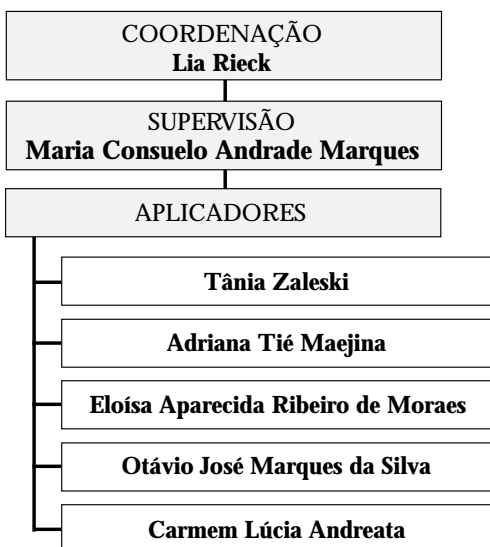 COORDENAÇÃO
Lia Rieck
SUPERVISÃO
Maria Consuelo Andrade Marques
APLICADORES
Tânia Zaleski
Adriana Tié Maejina
Eloísa Aparecida Ribeiro de Moraes
Otávio José Marques da Silva
Carmem Lúcia Andreata